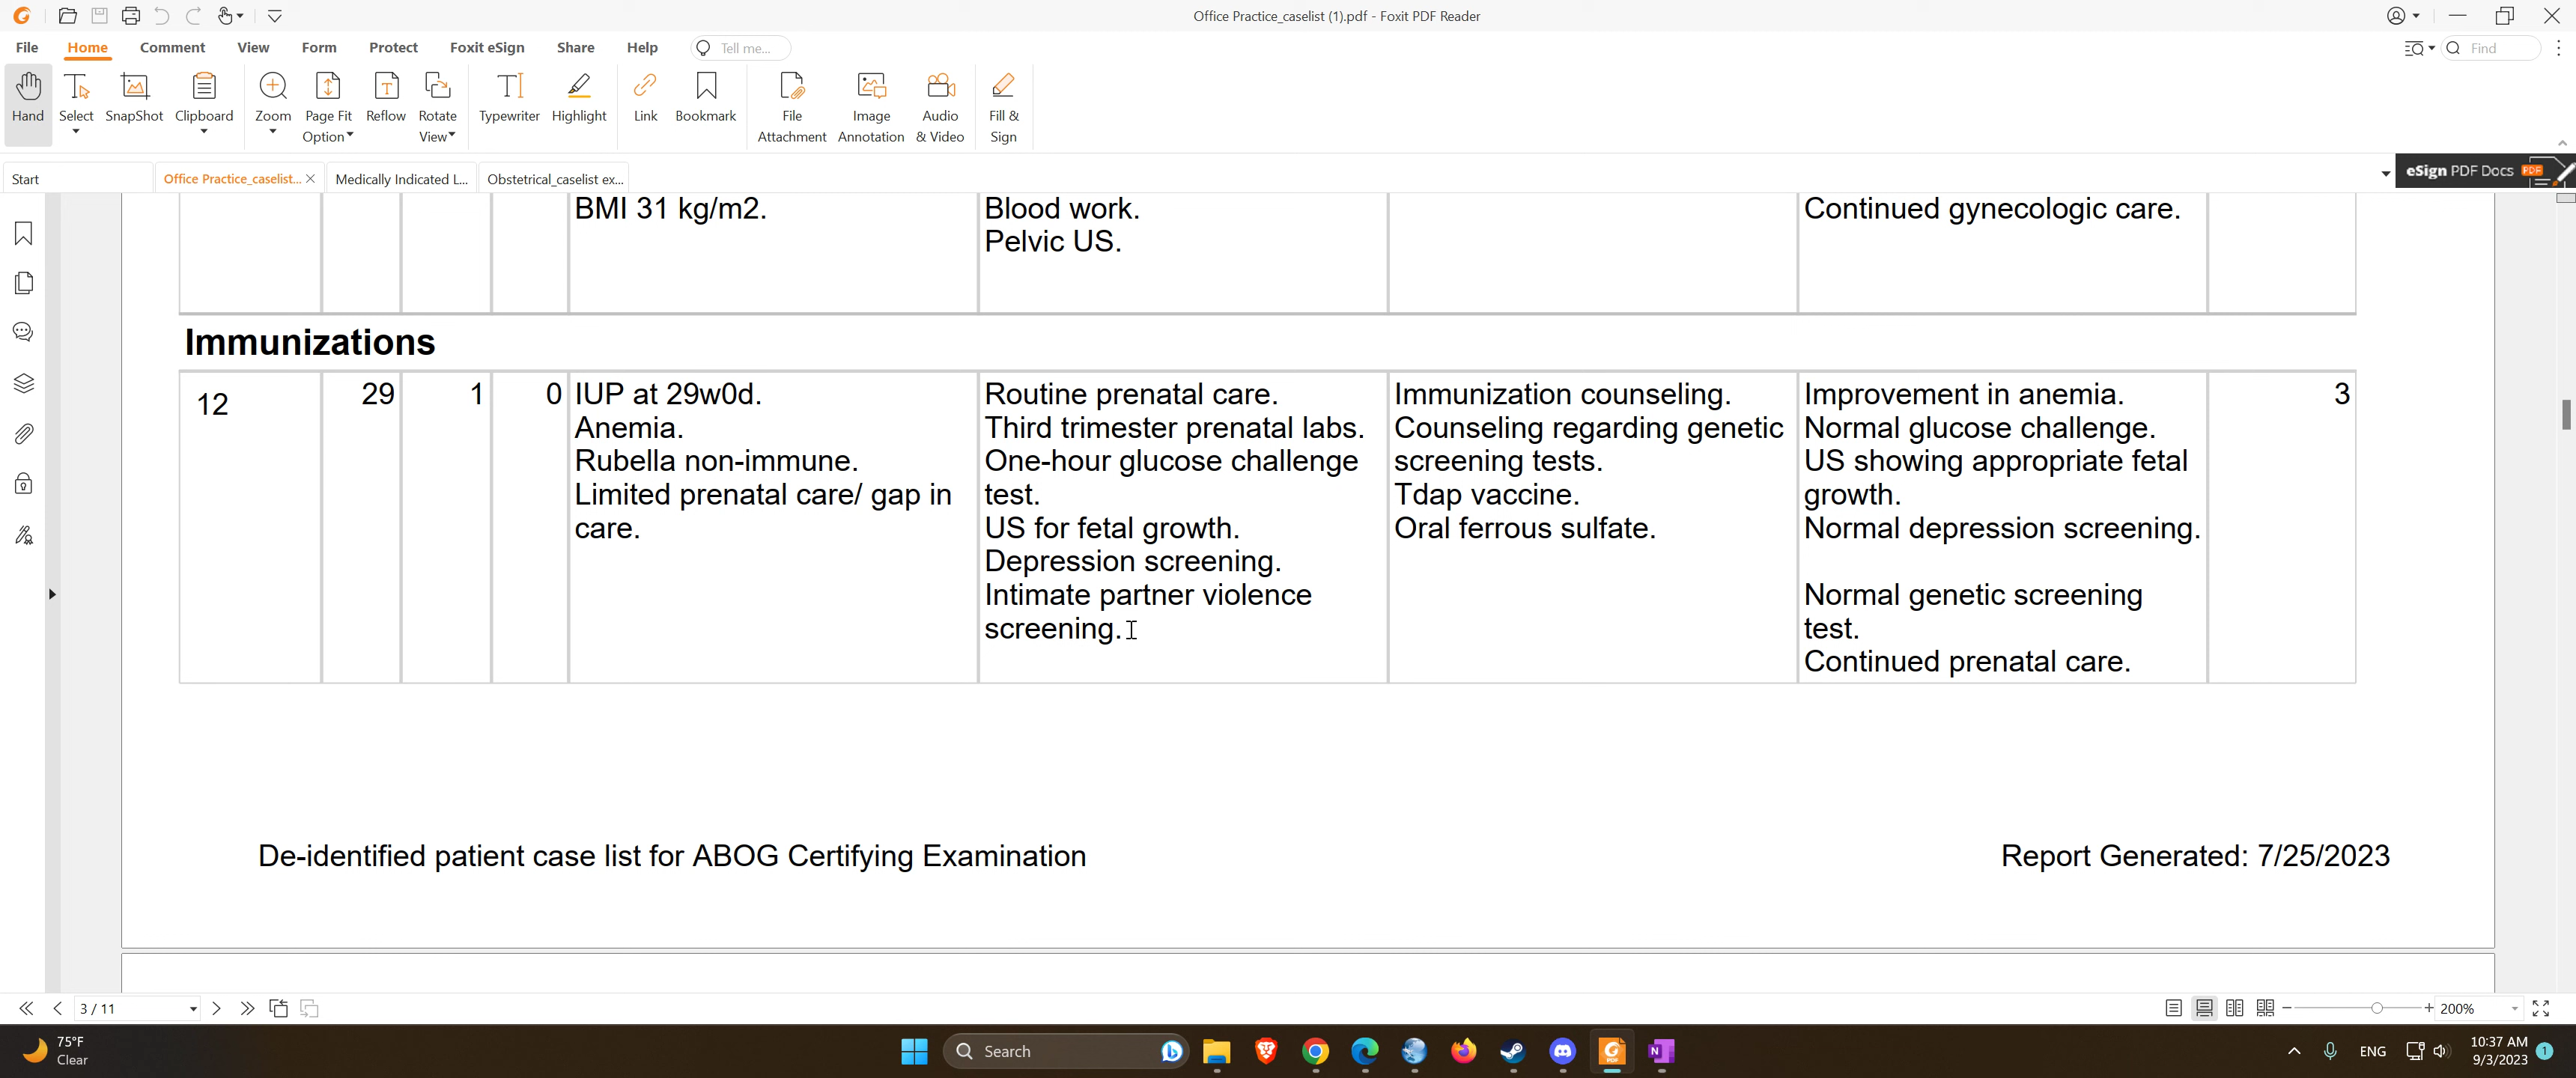 Office Practice_caselist (1).pdf - Foxit PDF Reader
File Home Comment View Form Protect Foxit eSign Share Help Tell me... Find
Hand Select SnapShot Clipboard Zoom Page Fit Option Reflow Rotate View Typewriter Highlight Link Bookmark File Attachment Image Annotation Audio & Video Fill & Sign
Start Office Practice_caselist... Medically Indicated L... Obstetrical_caselist ex... eSign PDF Docs PDF
BMI 31 kg/m2.
Blood work.
Pelvic US.
Continued gynecologic care.
Immunizations
12
29
1
0
IUP at 29w0d.
Anemia.
Rubella non-immune.
Limited prenatal care/ gap in
care.
Routine prenatal care.
Third trimester prenatal labs.
One-hour glucose challenge
test.
US for fetal growth.
Depression screening.
Intimate partner violence
screening.
Immunization counseling.
Counseling regarding genetic
screening tests.
Tdap vaccine.
Oral ferrous sulfate.
Improvement in anemia.
Normal glucose challenge.
US showing appropriate fetal
growth.
Normal depression screening.
Normal genetic screening
test.
Continued prenatal care.
3
De-identified patient case list for ABOG Certifying Examination
Report Generated: 7/25/2023
3 / 11
200%
75°F
Clear
Search
PDF
ENG
10:37 AM
9/3/2023
1